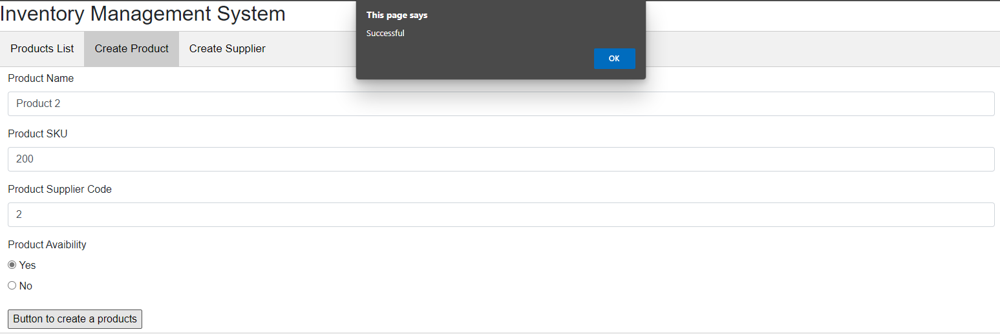 Inventory Management System
This page says
Successful
OK
Products List
Create Product
Create Supplier
Product Name
Product 2
Product SKU
200
Product Supplier Code
2
Product Avaibility
Yes
No
Button to create a products